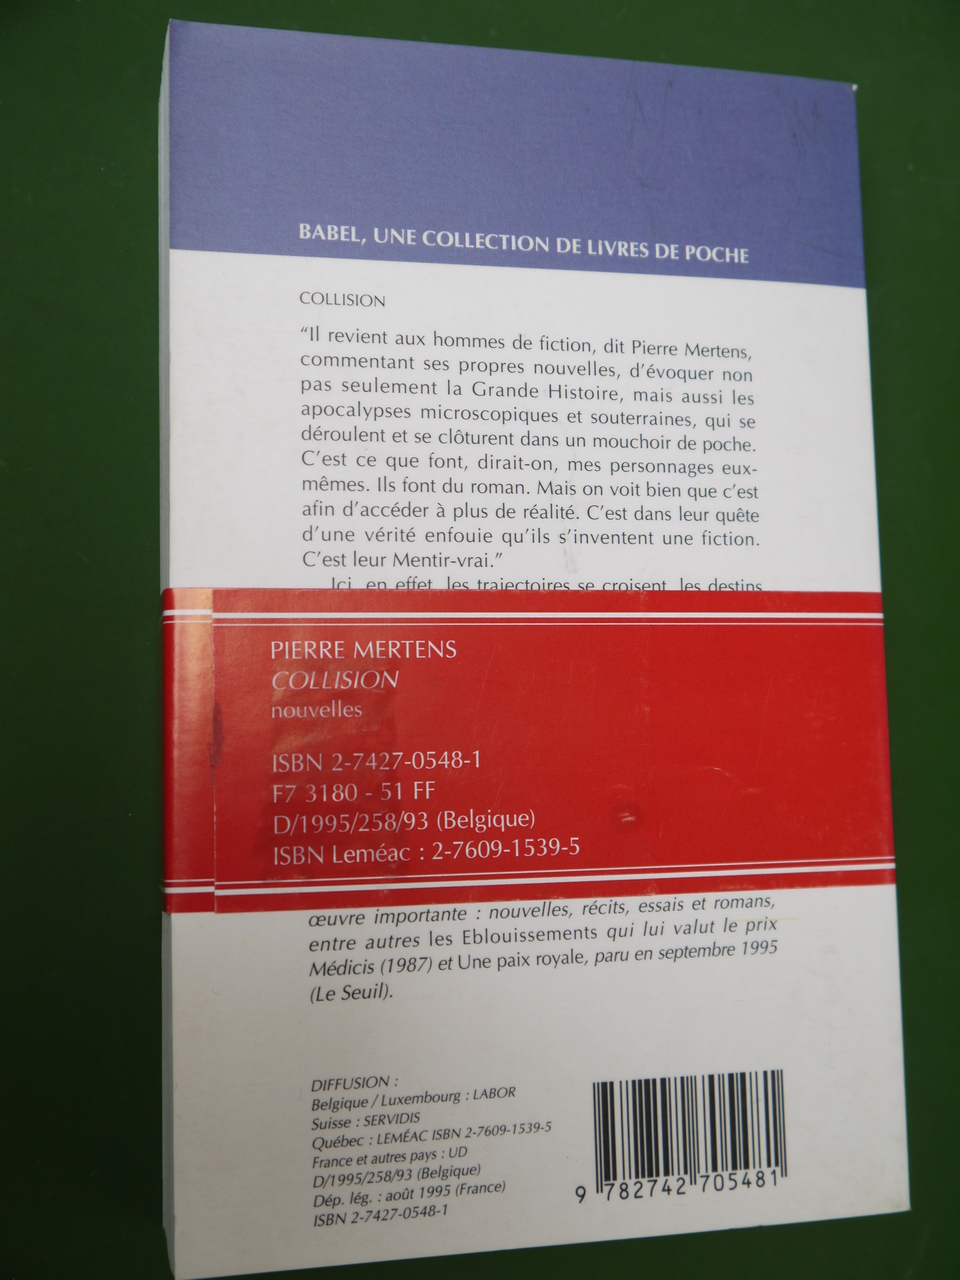 BABEL, UNE COLLECTION DE LIVRES DE POCHE
COLLISION
“Il revient aux hommes de fiction, dit Pierre Mertens,
commentant ses propres nouvelles, d’évoquer non
pas seulement la Grande Histoire, mais aussi les
apocalypses microscopiques et souterraines, qui se
déroulent et se clôturent dans un mouchoir de poche.
C’est ce que font, dirait-on, mes personnages eux-
mêmes. Ils font du roman. Mais on voit bien que c’est
afin d’accéder à plus de réalité. C’est dans leur quête
d’une vérité enfouie qu’ils s’inventent une fiction.
C’est leur Mentir-vrai.”
Ici, en effet, les trajectoires se croisent, les destins
PIERRE MERTENS
COLLISION
nouvelles
ISBN 2-7427-0548-1
F7 3180 - 51 FF
D/1995/258/93 (Belgique)
ISBN Leméac : 2-7609-1539-5
œuvre importante : nouvelles, récits, essais et romans,
entre autres les Eblouissements qui lui valut le prix
Médicis (1987) et Une paix royale, paru en septembre 1995
(Le Seuil).
DIFFUSION :
Belgique / Luxembourg : LABOR
Suisse : SERVIDIS
Québec : LEMÉAC ISBN 2-7609-1539-5
France et autres pays : UD
D/1995/258/93 (Belgique)
Dép. lég. : août 1995 (France)
ISBN 2-7427-0548-1
9 782742 705481